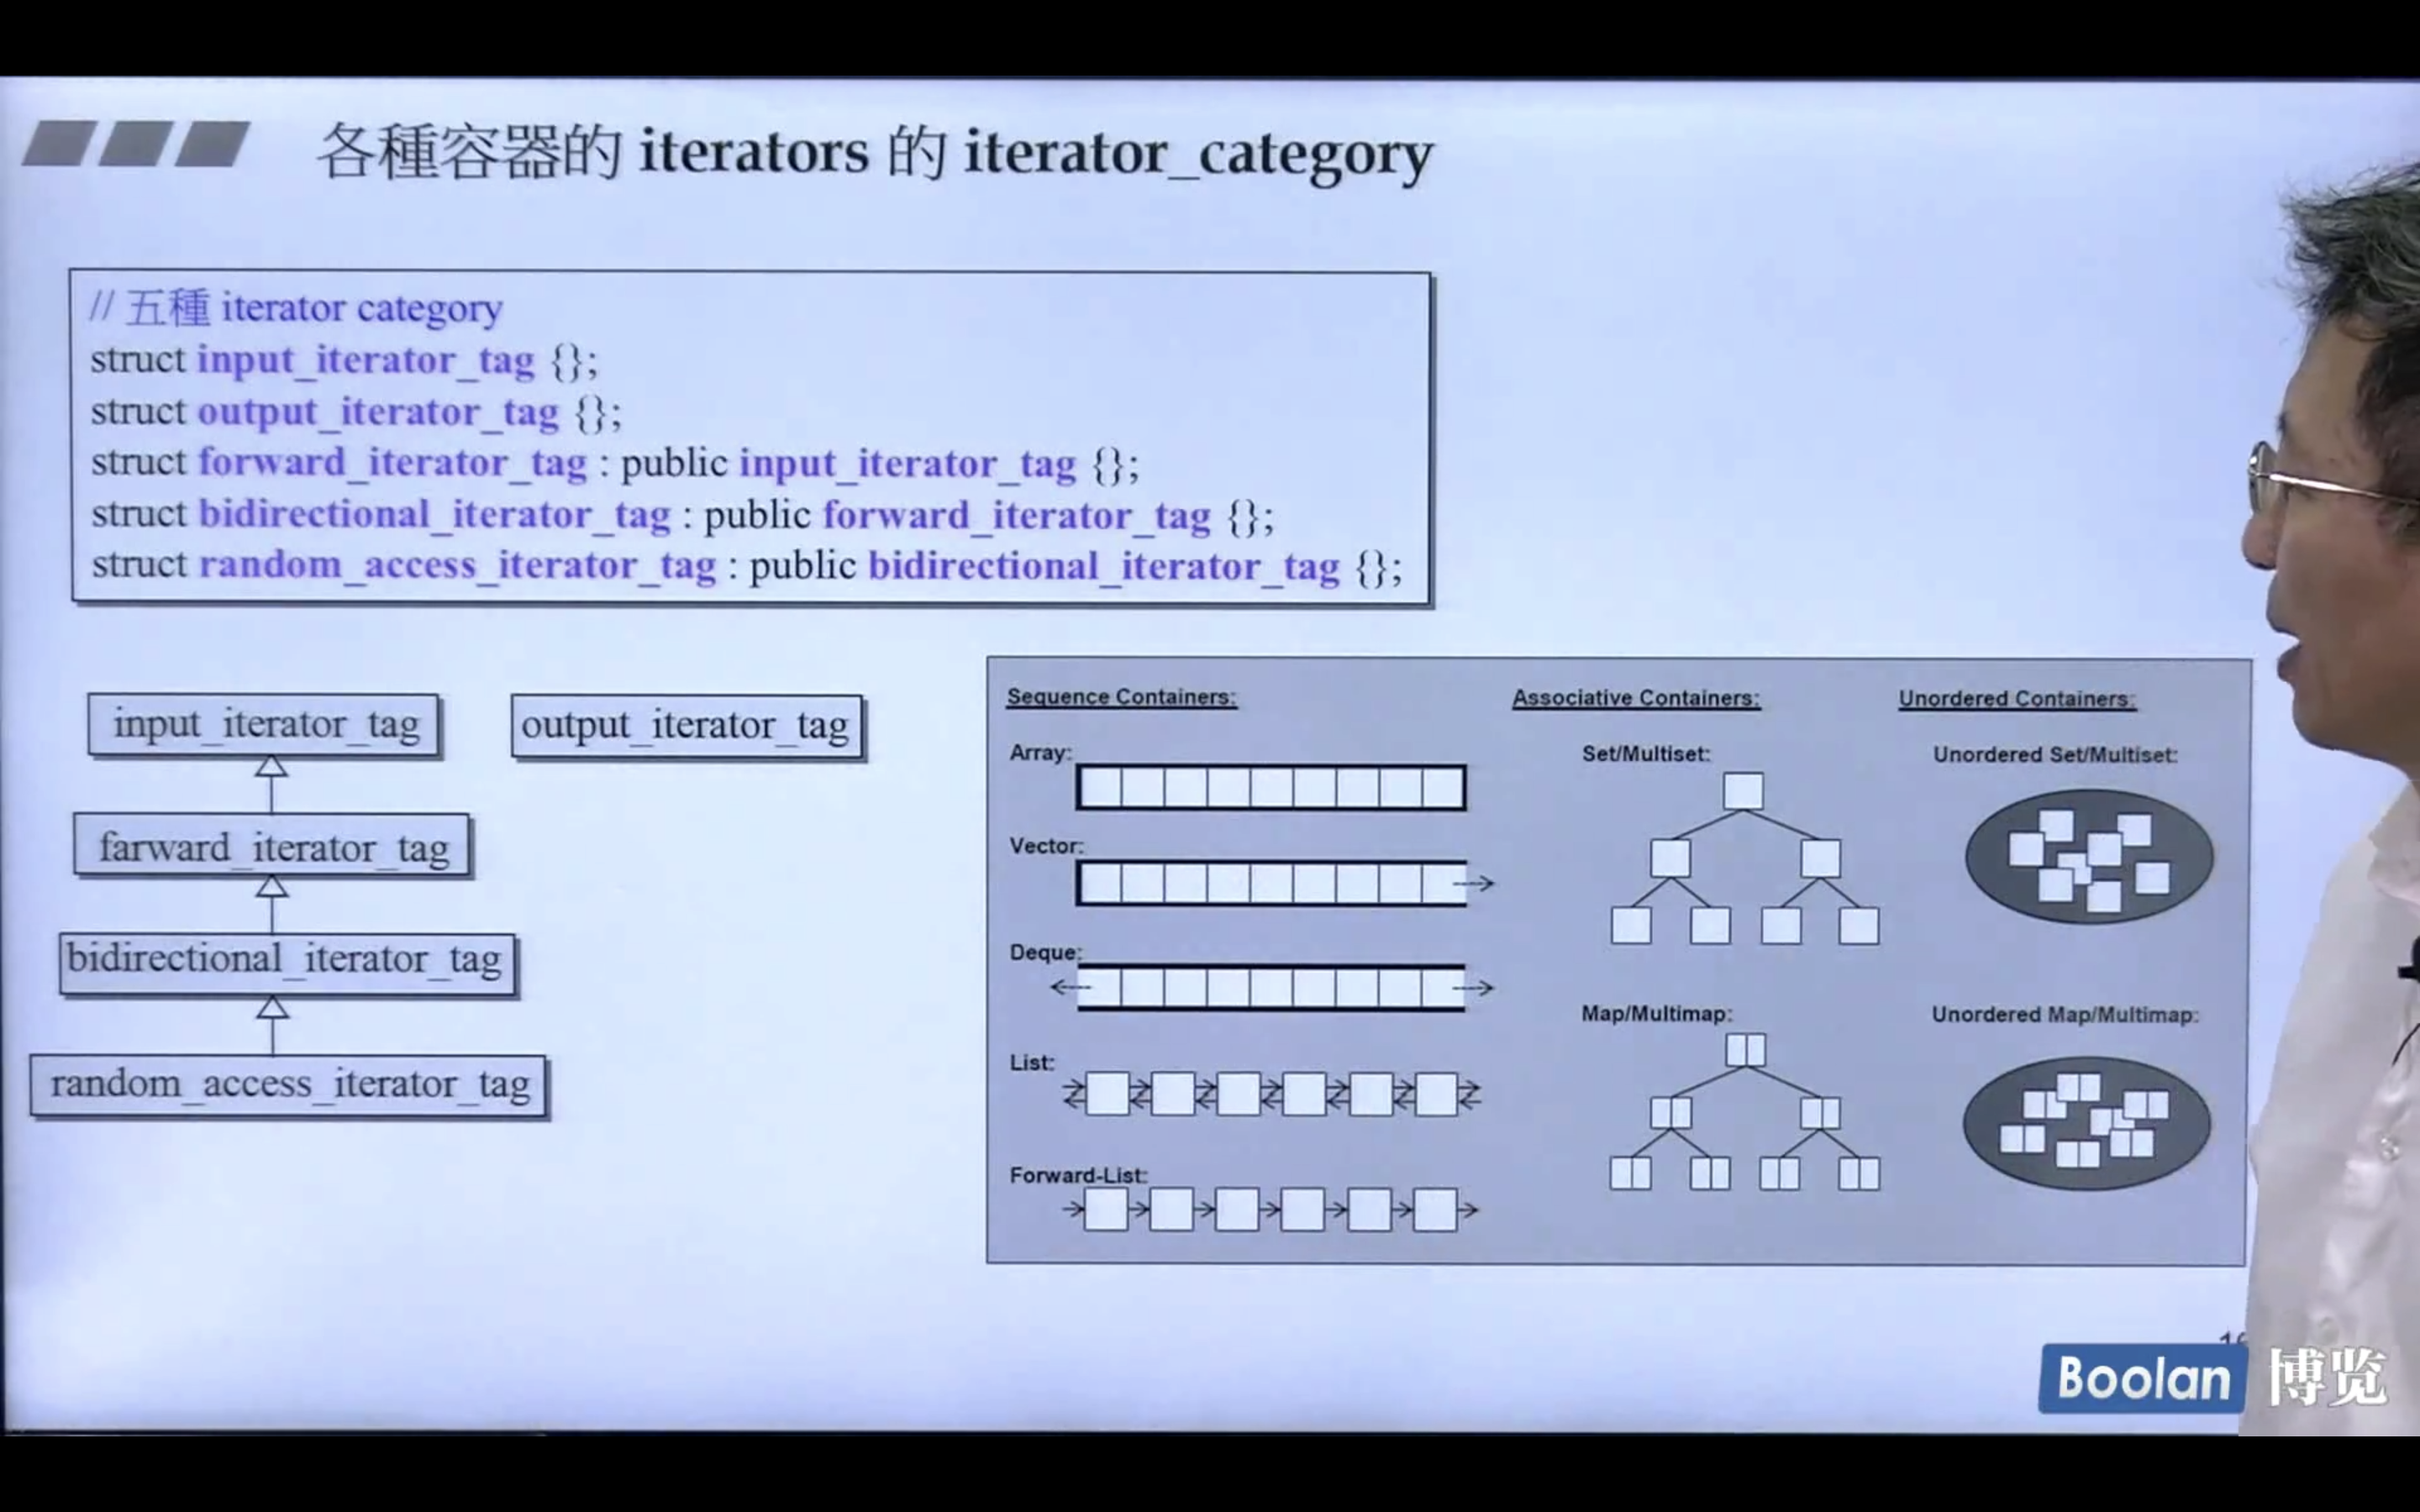 各種容器的 iterators 的 iterator_category
// 五種 iterator category
struct input_iterator_tag {};
struct output_iterator_tag {};
struct forward_iterator_tag : public input_iterator_tag {};
struct bidirectional_iterator_tag : public forward_iterator_tag {};
struct random_access_iterator_tag : public bidirectional_iterator_tag {};
input_iterator_tag
output_iterator_tag
farward_iterator_tag
bidirectional_iterator_tag
random_access_iterator_tag
Sequence Containers:
Array:
Vector:
Deque:
List:
Forward-List:
Associative Containers:
Set/Multiset:
Map/Multimap:
Unordered Containers:
Unordered Set/Multiset:
Unordered Map/Multimap:
Boolan 博览